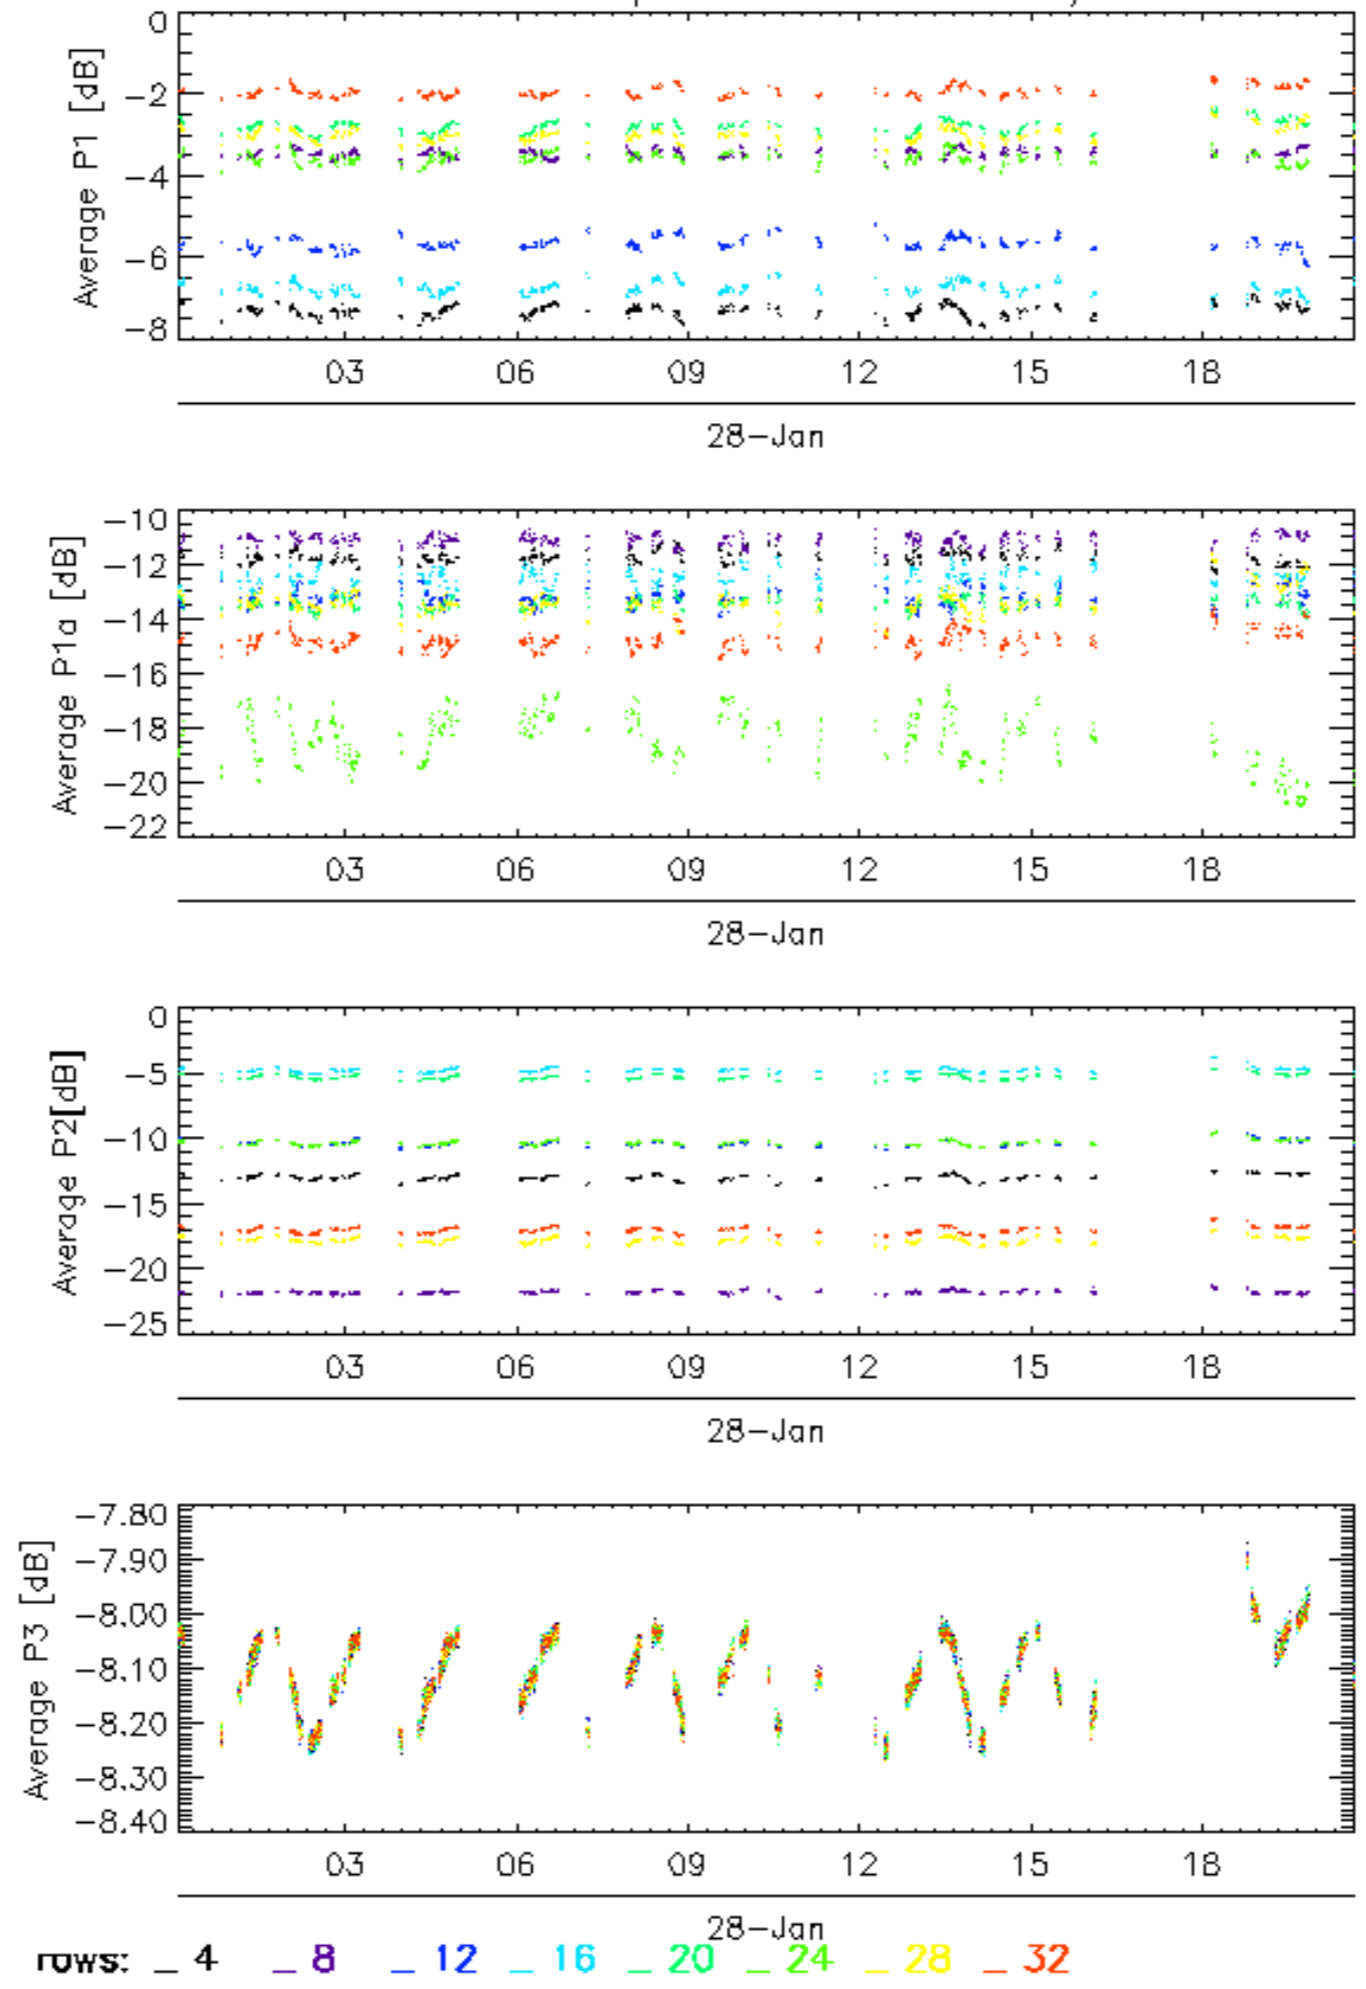 0
−2
−4
−6
−8
Average P1 [dB]
03 06 09 12 15 18
28−Jan
−10
−12
−14
−16
−18
−20
−22
Average P1a [dB]
03 06 09 12 15 18
28−Jan
0
−5
−10
−15
−20
−25
Average P2[dB]
03 06 09 12 15 18
28−Jan
−7.80
−7.90
−8.00
−8.10
−8.20
−8.30
−8.40
Average P3 [dB]
03 06 09 12 15 18
28−Jan
rows: _ 4 _ 8 _ 12 _ 16 _ 20 _ 24 _ 28 _ 32